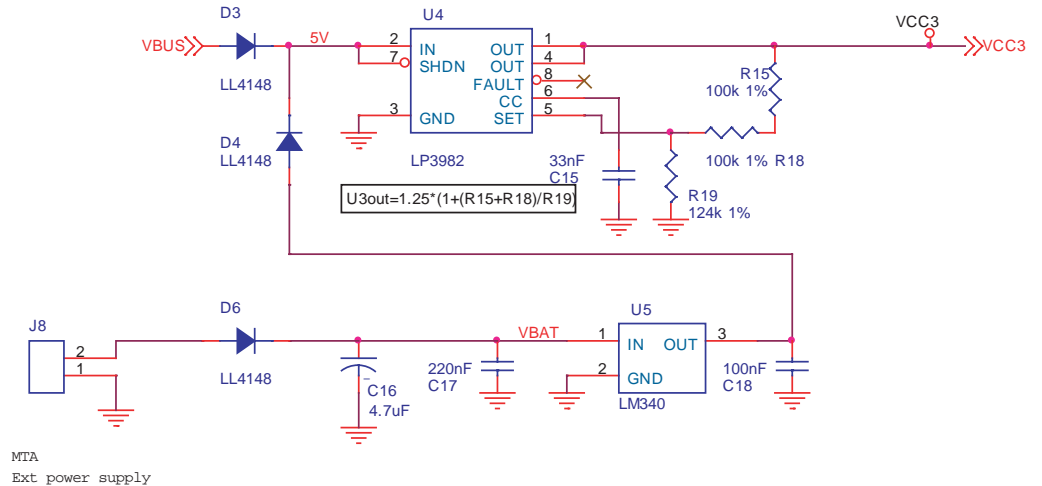 D3
U4
VCC3
VBUS
5V
2
IN
OUT
1
VCC3
7
SHDN
OUT
4
FAULT
8
R15
LL4148
CC
6
100k 1%
3
GND
SET
5
D4
LL4148
LP3982
33nF
C15
100k 1% R18
U3out=1.25*(1+(R15+R18)/R19)
R19
124k 1%
D6
U5
J8
VBAT
1
IN
OUT
3
2
1
LL4148
C16
4.7uF
220nF
C17
2
GND
100nF
C18
LM340
MTA
Ext power supply